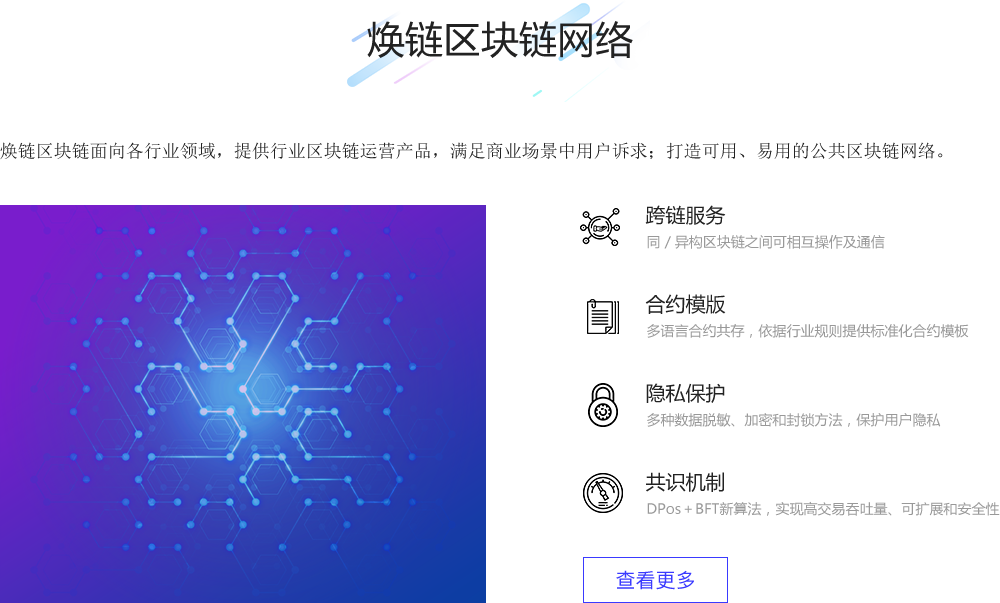 焕链区块链网络
焕链区块链面向各行业领域，提供行业区块链运营产品，满足商业场景中用户诉求；打造可用、易用的公共区块链网络。
跨链服务
同 / 异构区块链之间可相互操作及通信
合约模版
多语言合约共存，依据行业规则提供标准化合约模板
隐私保护
多种数据脱敏、加密和封锁方法，保护用户隐私
共识机制
DPos + BFT新算法，实现高交易吞吐量、可扩展和安全性
查看更多